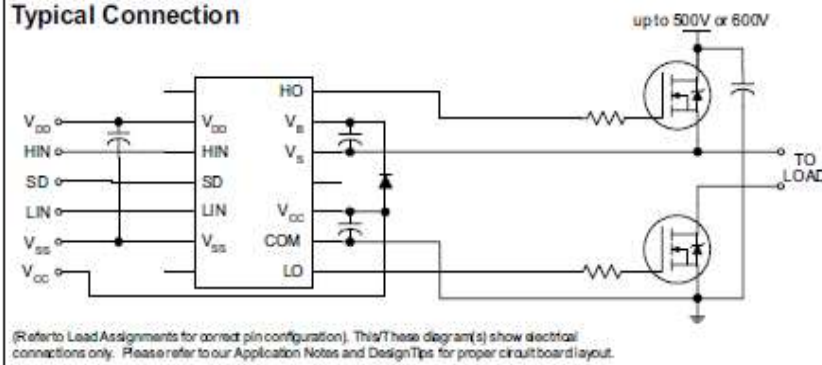 Typical Connection
up to 500V or 600V
HO
VDD
VDD
VB
HIN
HIN
VS
SD
SD
TO
LOAD
LIN
LIN
VCC
VSS
VSS
COM
VCC
LO
(Refer to Lead Assignments for correct pin configuration). This/These diagram(s) show electrical
connections only. Please refer to our Application Notes and DesignTips for proper circuit board layout.